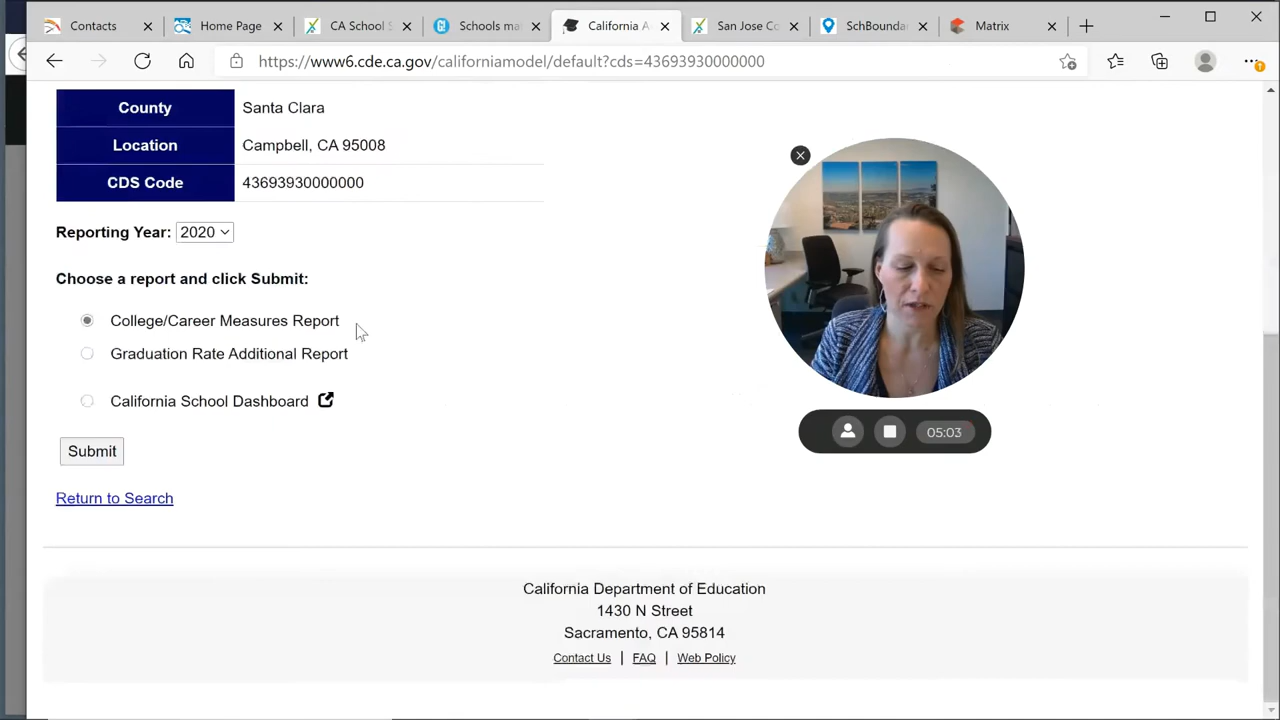 Contacts
Home Page
CA School S
Schools ma
California A
San Jose Co
SchBounda
Matrix
https://www6.cde.ca.gov/californiamodel/default?cds=43693930000000
County Santa Clara
Location Campbell, CA 95008
CDS Code 43693930000000
Reporting Year: 2020
Choose a report and click Submit:
College/Career Measures Report
Graduation Rate Additional Report
California School Dashboard
Submit
Return to Search
05:03
California Department of Education
1430 N Street
Sacramento, CA 95814
Contact Us | FAQ | Web Policy